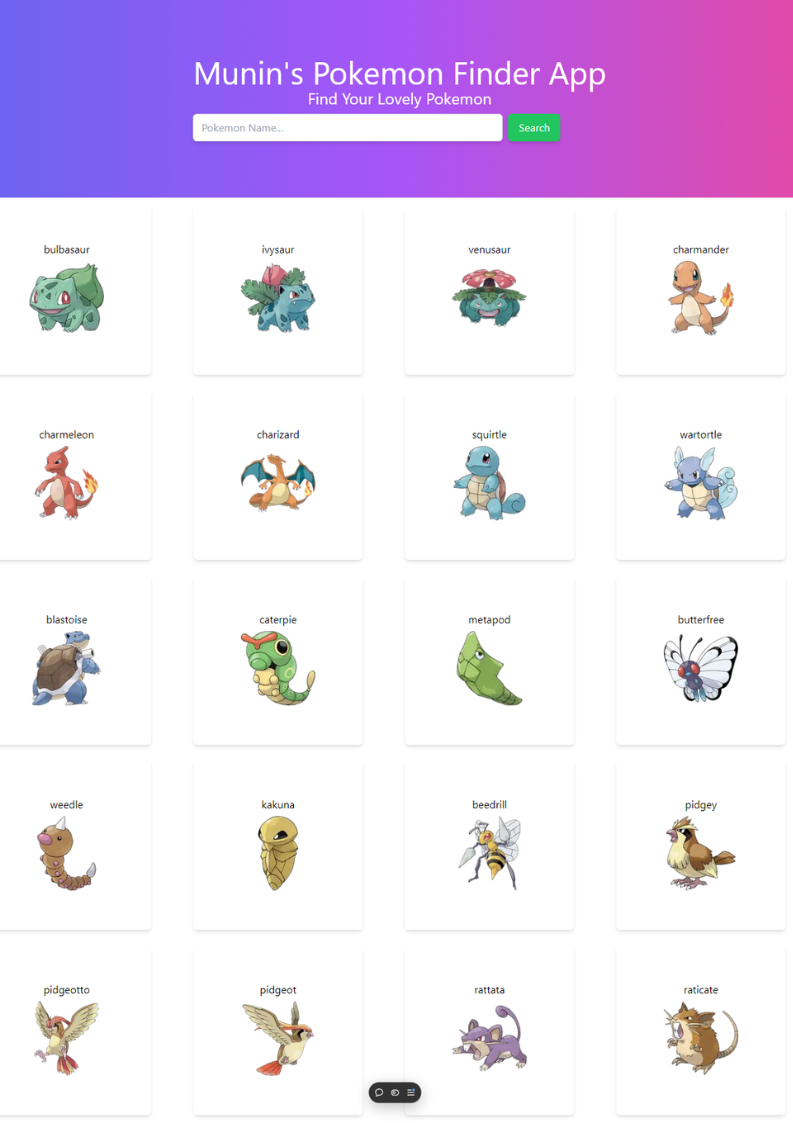 Munin's Pokemon Finder App
Find Your Lovely Pokemon
Pokemon Name...
Search
bulbasaur
ivysaur
venusaur
charmander
charmeleon
charizard
squirtle
wartortle
blastoise
caterpie
metapod
butterfree
weedle
kakuna
beedrill
pidgey
pidgeotto
pidgeot
rattata
raticate